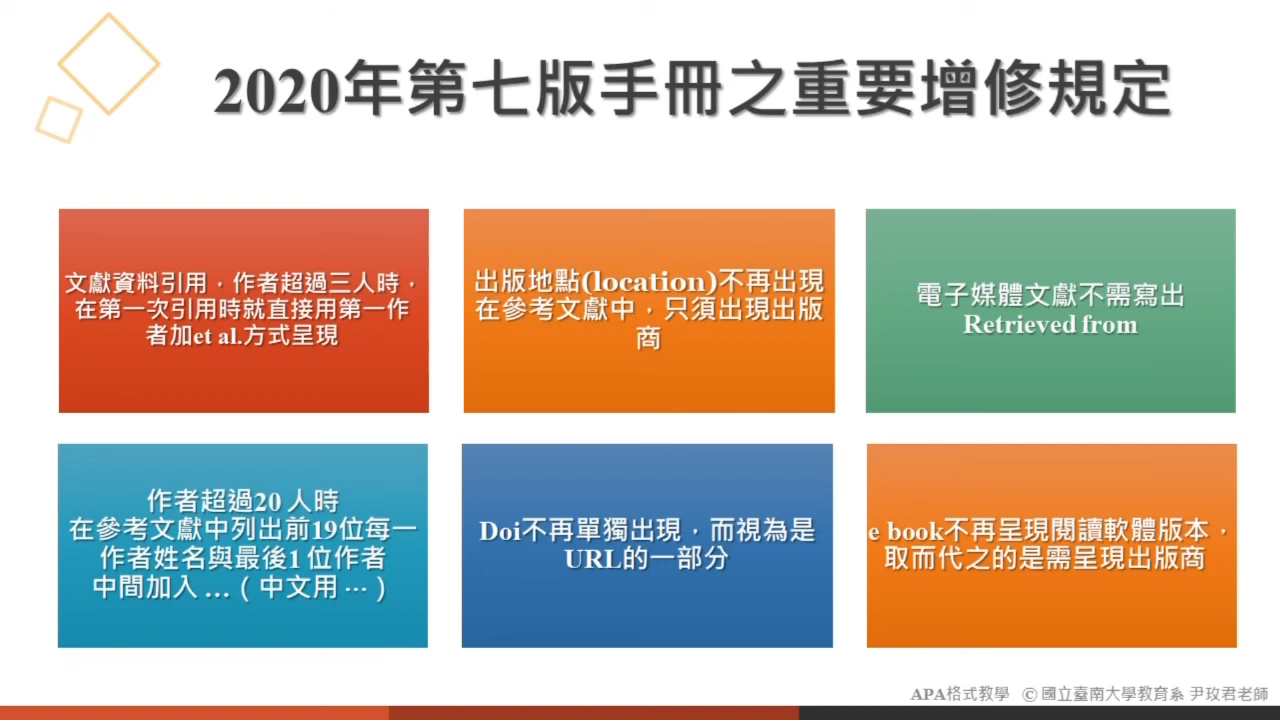 2020年第七版手冊之重要增修規定
文獻資料引用，作者超過三人時，
在第一次引用時就直接用第一作
者加et al.方式呈現
出版地點(location)不再出現
在參考文獻中，只須出現出版
商
電子媒體文獻不需寫出
Retrieved from
作者超過20 人時
在參考文獻中列出前19位每一
作者姓名與最後1 位作者
中間加入 ...（ 中文用 … ）
Doi不再單獨出現，而視為是
URL的一部分
e book不再呈現閱讀軟體版本，
取而代之的是需呈現出版商
APA格式教學 © 國立臺南大學教育系 尹玫君老師